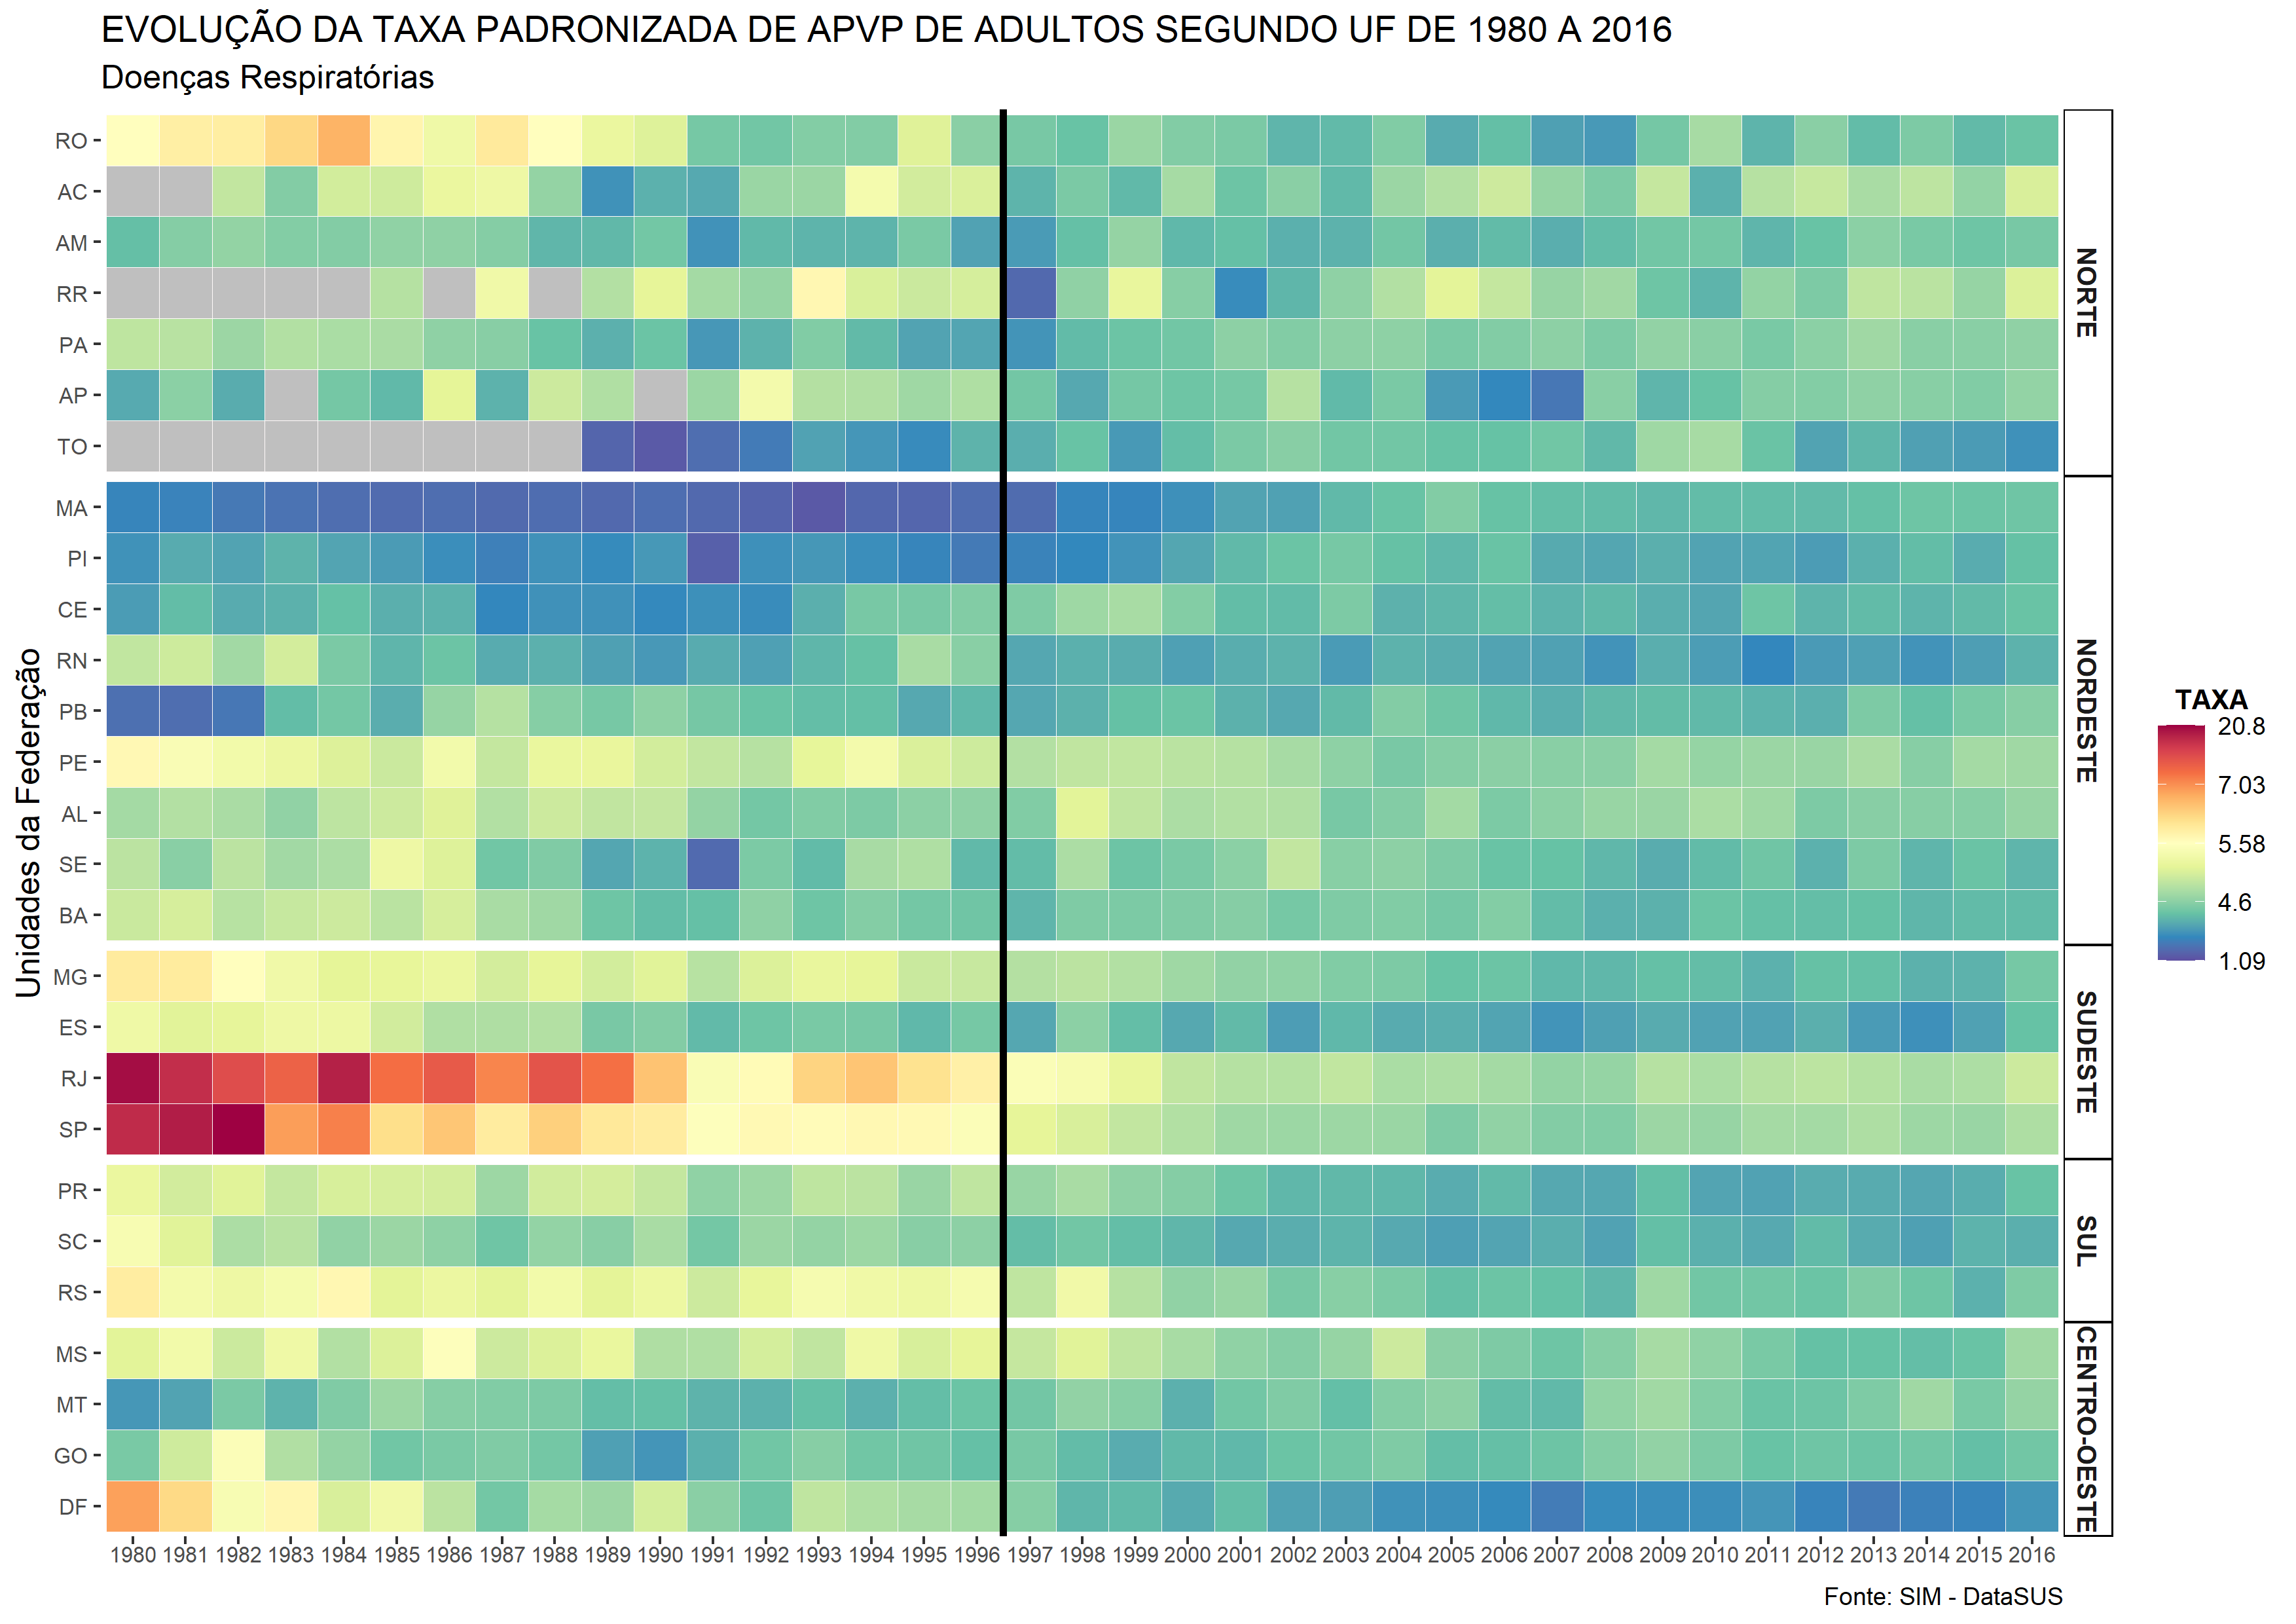 EVOLUÇÃO DA TAXA PADRONIZADA DE APVP DE ADULTOS SEGUNDO UF DE 1980 A 2016
Doenças Respiratórias
Unidades da Federação
RO
AC
AM
RR
PA
AP
TO
MA
PI
CE
RN
PB
PE
AL
SE
BA
MG
ES
RJ
SP
PR
SC
RS
MS
MT
GO
DF
NORTE
NORDESTE
SUDESTE
SUL
CENTRO-OESTE
1980 1981 1982 1983 1984 1985 1986 1987 1988 1989 1990 1991 1992 1993 1994 1995 1996 1997 1998 1999 2000 2001 2002 2003 2004 2005 2006 2007 2008 2009 2010 2011 2012 2013 2014 2015 2016
TAXA
20.8
7.03
5.58
4.6
1.09
Fonte: SIM - DataSUS